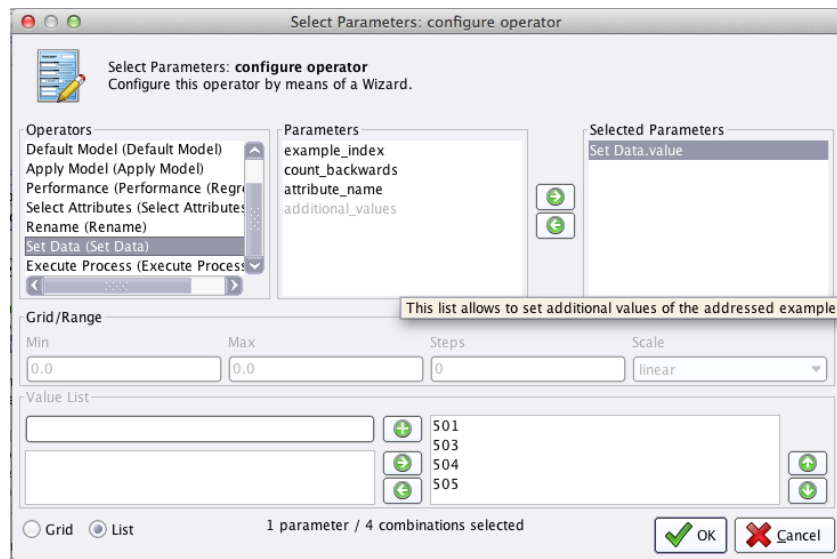 Select Parameters: configure operator
Select Parameters: configure operator
Configure this operator by means of a Wizard.
Operators
Default Model (Default Model)
Apply Model (Apply Model)
Performance (Performance (Regre
Select Attributes (Select Attributes
Rename (Rename)
Set Data (Set Data)
Execute Process (Execute Process
Parameters
example_index
count_backwards
attribute_name
additional_values
Selected Parameters
Set Data.value
This list allows to set additional values of the addressed example
Grid/Range
Min
Max
Steps
Scale
0.0
0.0
0
linear
Value List
501
503
504
505
Grid
List
1 parameter / 4 combinations selected
OK
Cancel